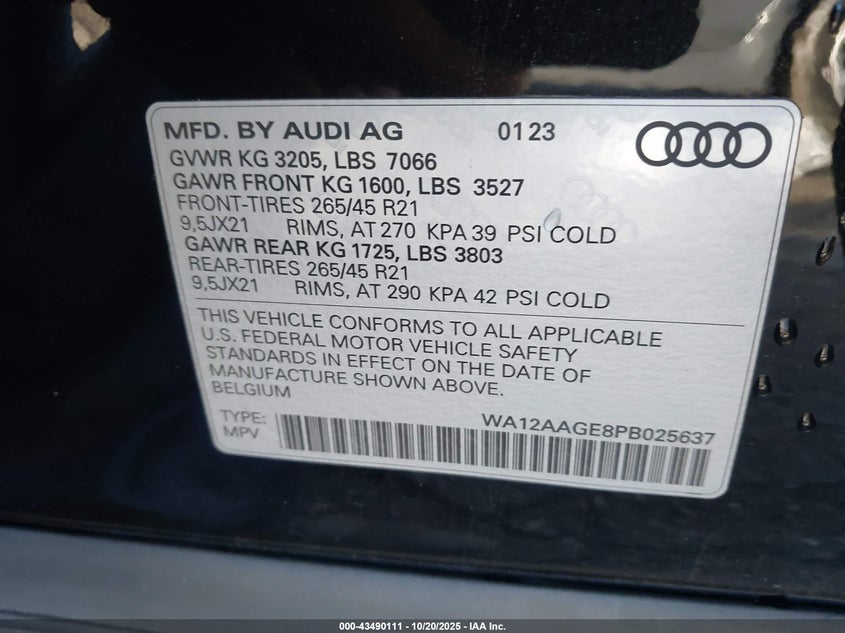 MFD. BY AUDI AG 0123
GVWR KG 3205, LBS 7066
GAWR FRONT KG 1600, LBS 3527
FRONT-TIRES 265/45 R21
9,5JX21 RIMS, AT 270 KPA 39 PSI COLD
GAWR REAR KG 1725, LBS 3803
REAR-TIRES 265/45 R21
9,5JX21 RIMS, AT 290 KPA 42 PSI COLD
THIS VEHICLE CONFORMS TO ALL APPLICABLE
U.S. FEDERAL MOTOR VEHICLE SAFETY
STANDARDS IN EFFECT ON THE DATE OF
MANUFACTURE SHOWN ABOVE.
BELGIUM
WA12AAGE8PB025637
TYPE:
MPV
000-43490111 - 10/20/2025 - IAA Inc.